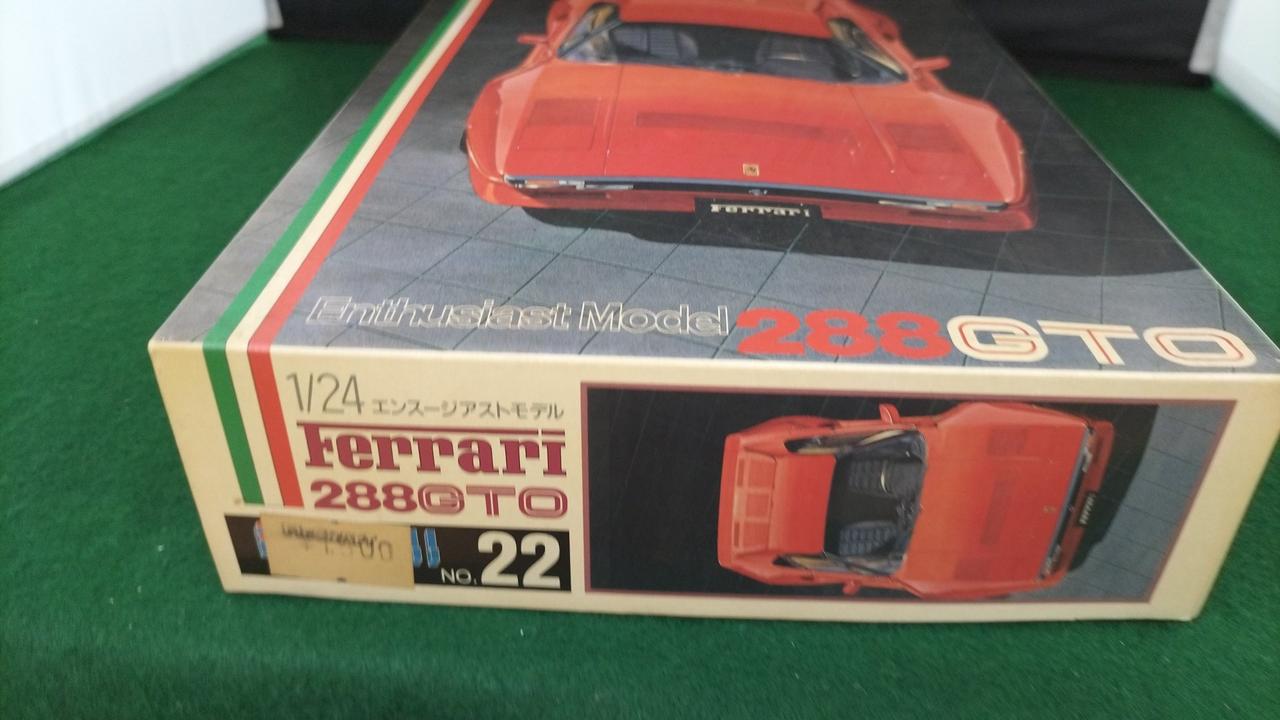 Ferrari
Enthusiast Model 288GTO
1/24 エンスージアストモデル
Ferrari
288GTO
NO. 22
Ferrari